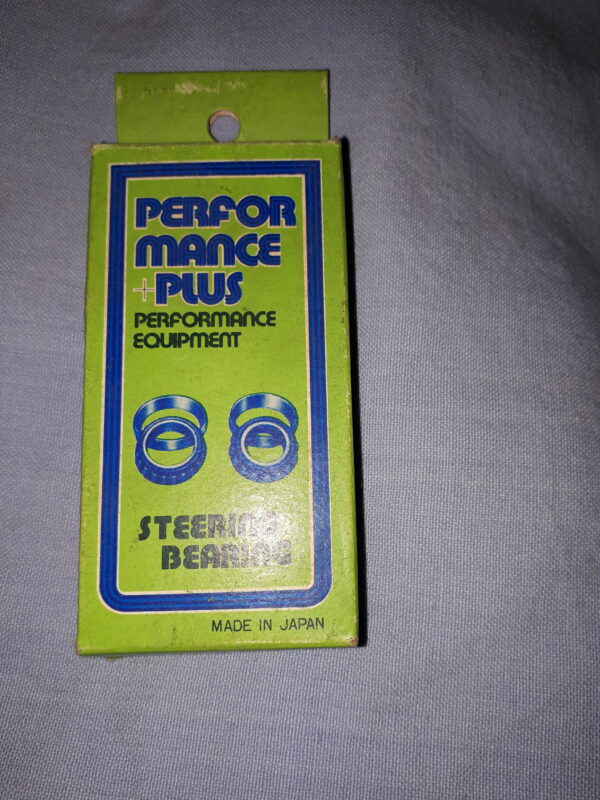 PERFOR
MANCE
+PLUS
PERFORMANCE
EQUIPMENT
STEERING
BEARING
MADE IN JAPAN